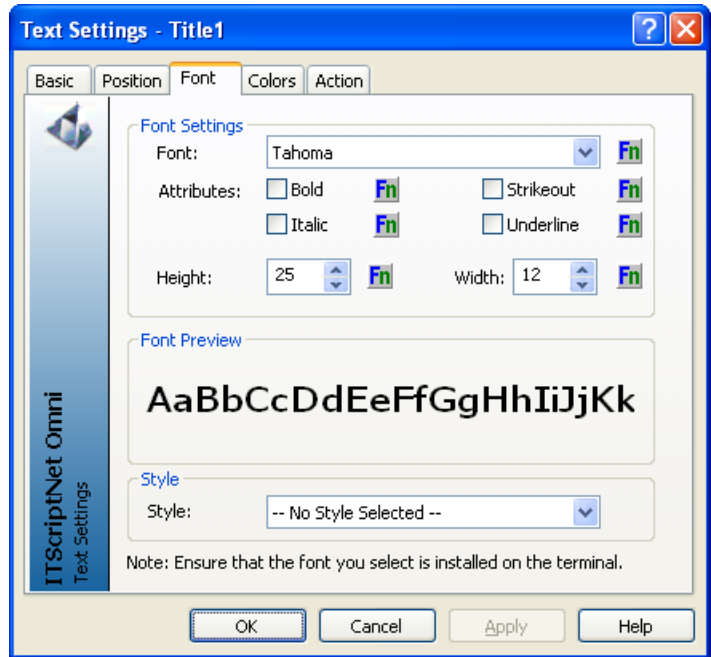 Text Settings - Title1
Basic Position Font Colors Action
Font Settings
Font: Tahoma Fn
Attributes: Bold Fn Strikeout Fn
Italic Fn Underline Fn
Height: 25 Fn Width: 12 Fn
Font Preview
AaBbCcDdEeFfGgHhIiJjKk
Style
Style: -- No Style Selected --
Note: Ensure that the font you select is installed on the terminal.
ITScriptNet Omni
Text Settings
OK Cancel Apply Help